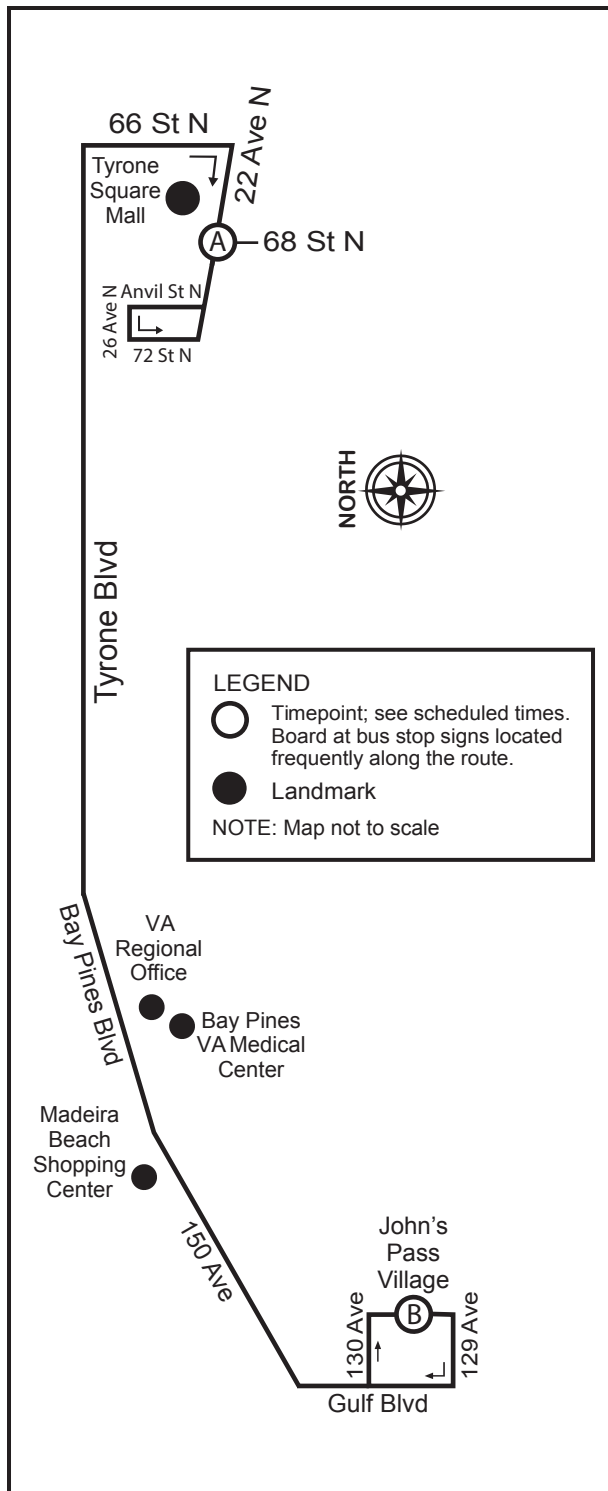 66 St N
22 Ave N
Tyrone
Square
Mall
A
68 St N
Anvil St N
26 Ave N
72 St N
NORTH
Tyrone Blvd
LEGEND
Timepoint; see scheduled times.
Board at bus stop signs located
frequently along the route.
Landmark
NOTE: Map not to scale
Bay Pines Blvd
VA
Regional
Office
Bay Pines
VA Medical
Center
Madeira
Beach
Shopping
Center
150 Ave
John's
Pass
Village
B
130 Ave
129 Ave
Gulf Blvd